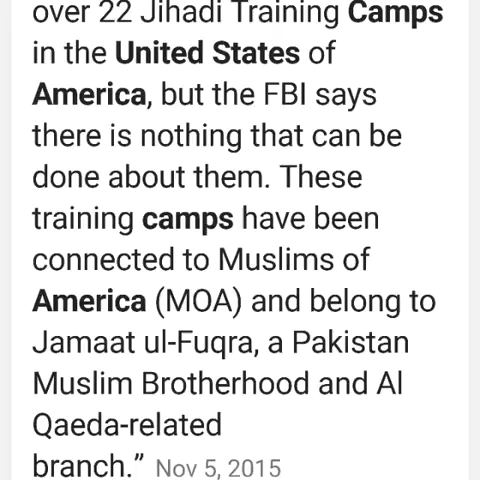 over 22 Jihadi Training Camps
in the United States of
America, but the FBI says
there is nothing that can be
done about them. These
training camps have been
connected to Muslims of
America (MOA) and belong to
Jamaat ul-Fuqra, a Pakistan
Muslim Brotherhood and Al
Qaeda-related
branch.” Nov 5, 2015